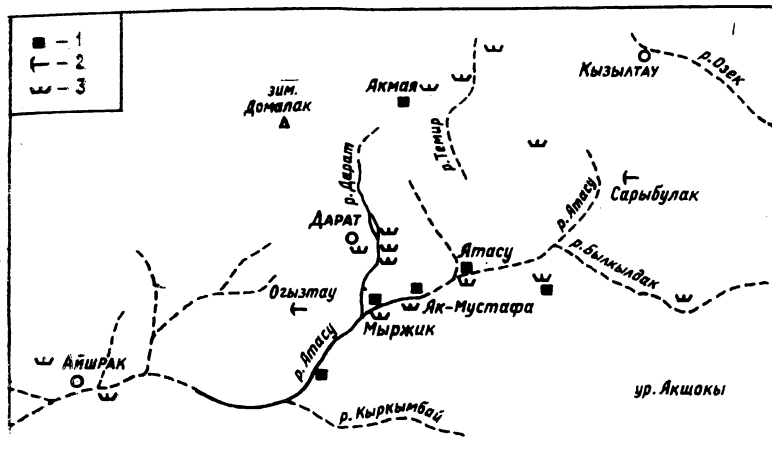 - 1
- 2
- 3
зим.
Домалак
Акмая
Кызылтау
р. Озек
р. Темир
р. Дарат
Сарыбулак
р. Атасу
Дарат
Атасу
р. Былкылдак
Огызтау
Ак-Мустафа
Мыржик
р. Атасу
Айшрак
ур. Акшокы
р. Кыркымбай